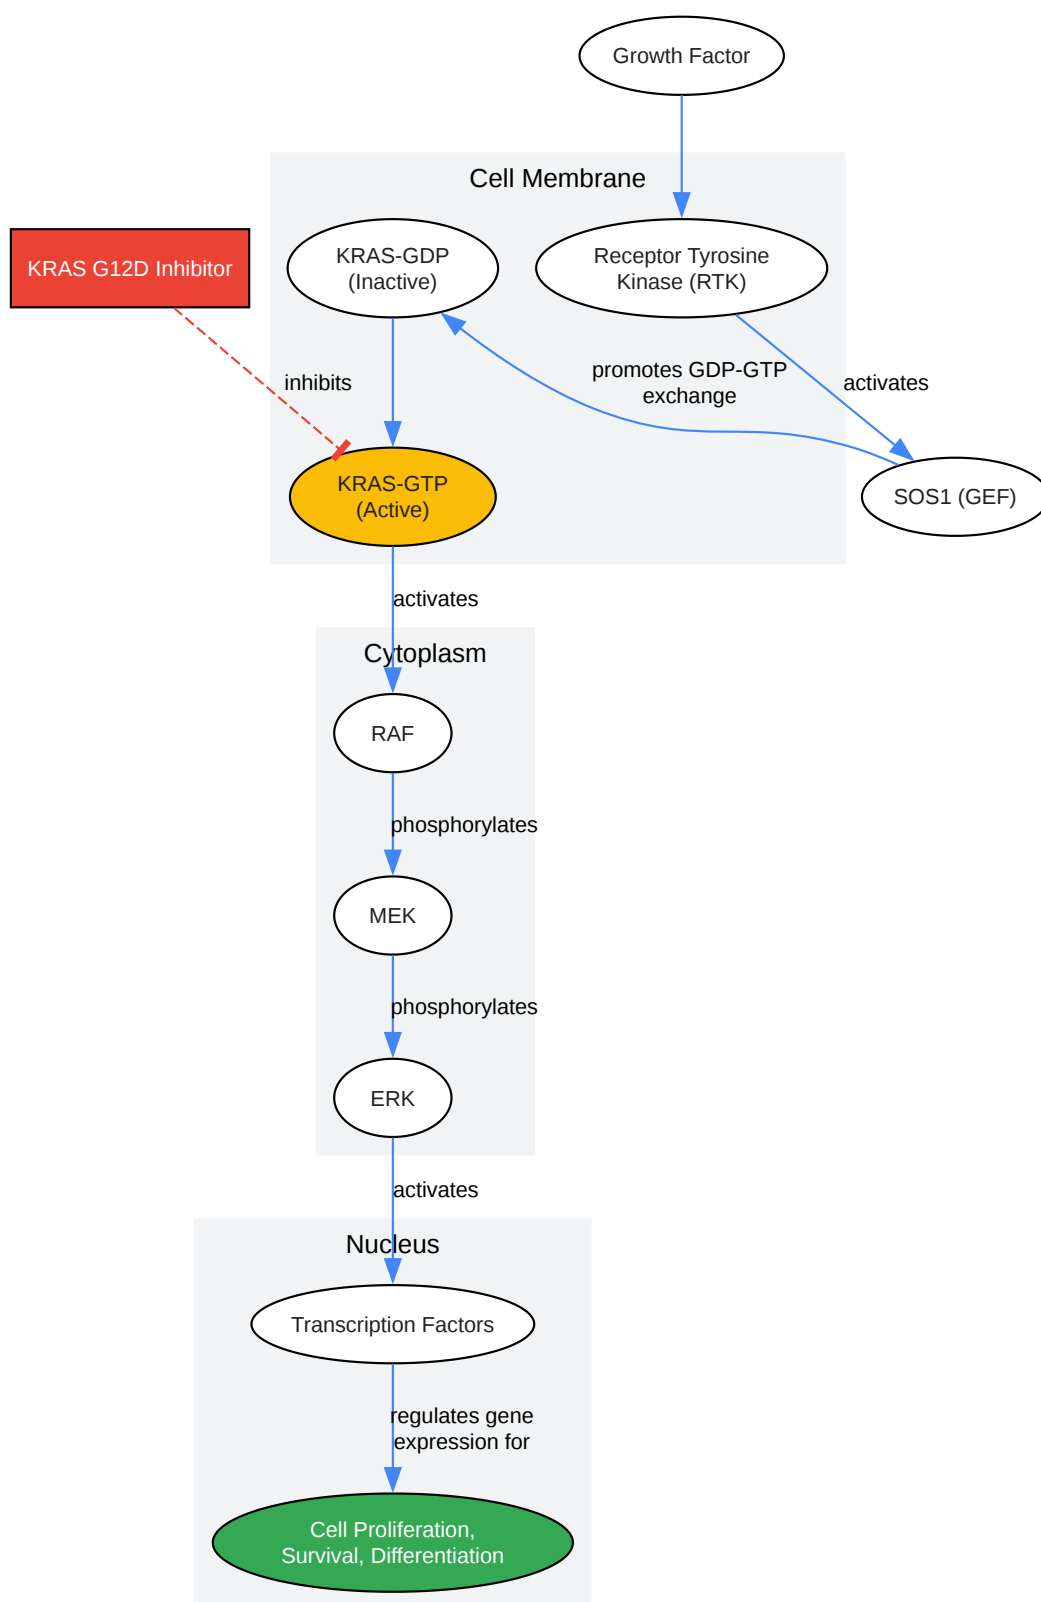 Growth Factor
Cell Membrane
KRAS G12D Inhibitor
KRAS-GDP
(Inactive)
Receptor Tyrosine
Kinase (RTK)
inhibits
promotes GDP-GTP
exchange
activates
KRAS-GTP
(Active)
SOS1 (GEF)
activates
Cytoplasm
RAF
phosphorylates
MEK
phosphorylates
ERK
activates
Nucleus
Transcription Factors
regulates gene
expression for
Cell Proliferation,
Survival, Differentiation